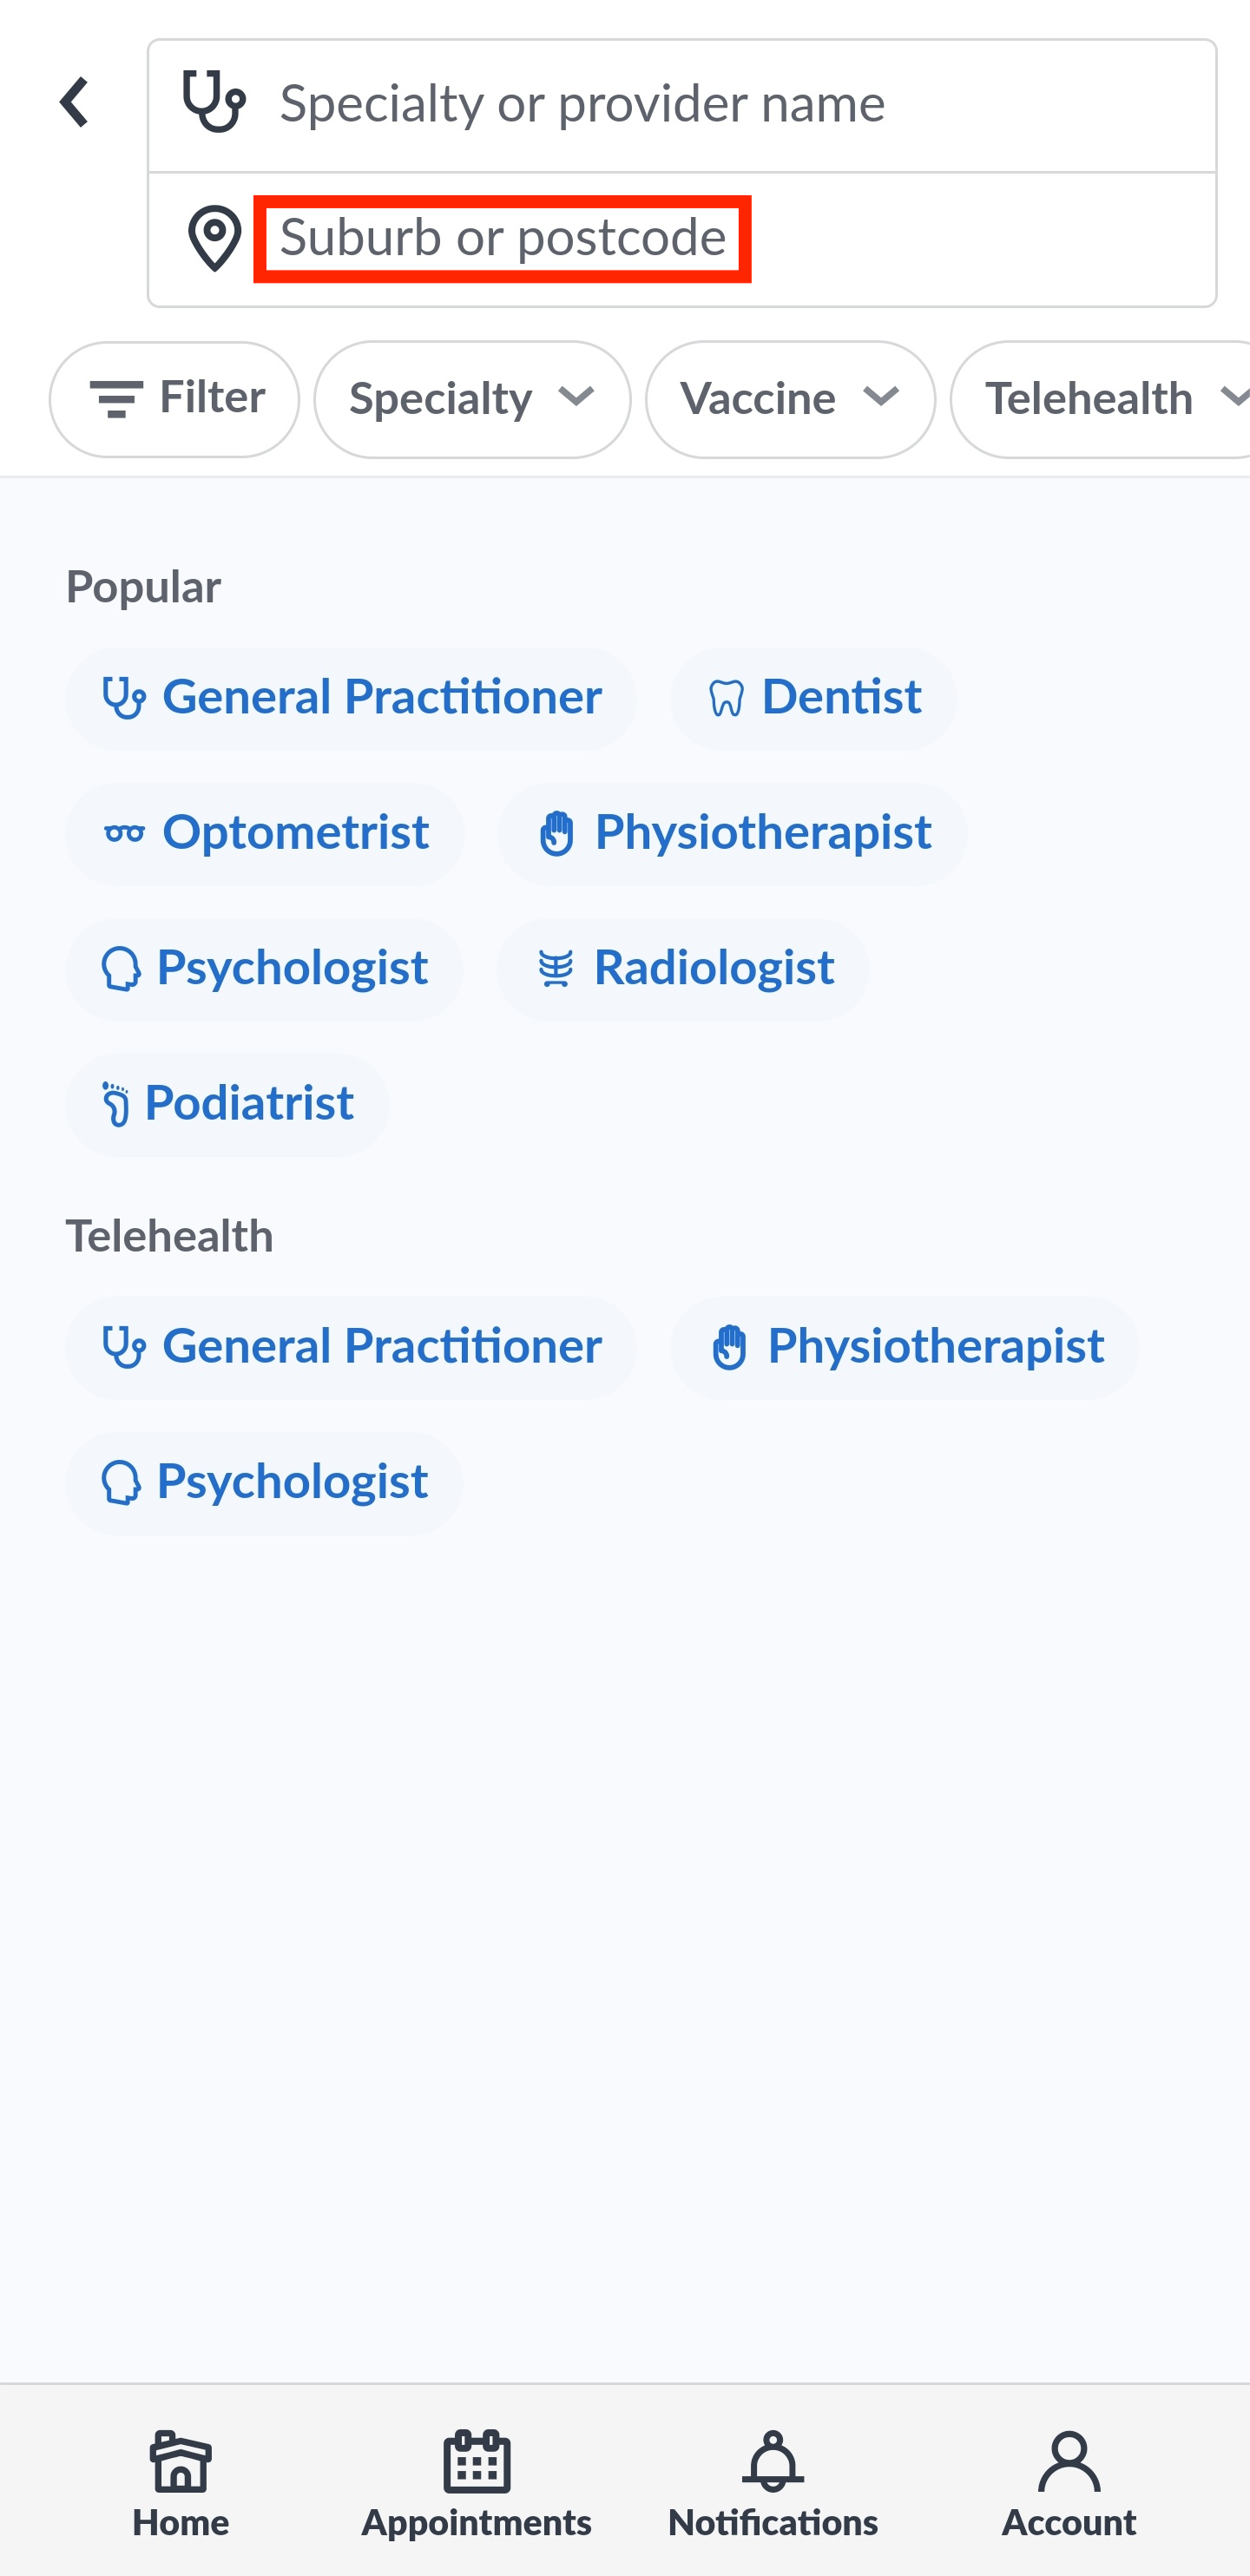 Specialty or provider name
Suburb or postcode
Filter Specialty Vaccine Telehealth
Popular
General Practitioner Dentist
Optometrist Physiotherapist
Psychologist Radiologist
Podiatrist
Telehealth
General Practitioner Physiotherapist
Psychologist
Home Appointments Notifications Account